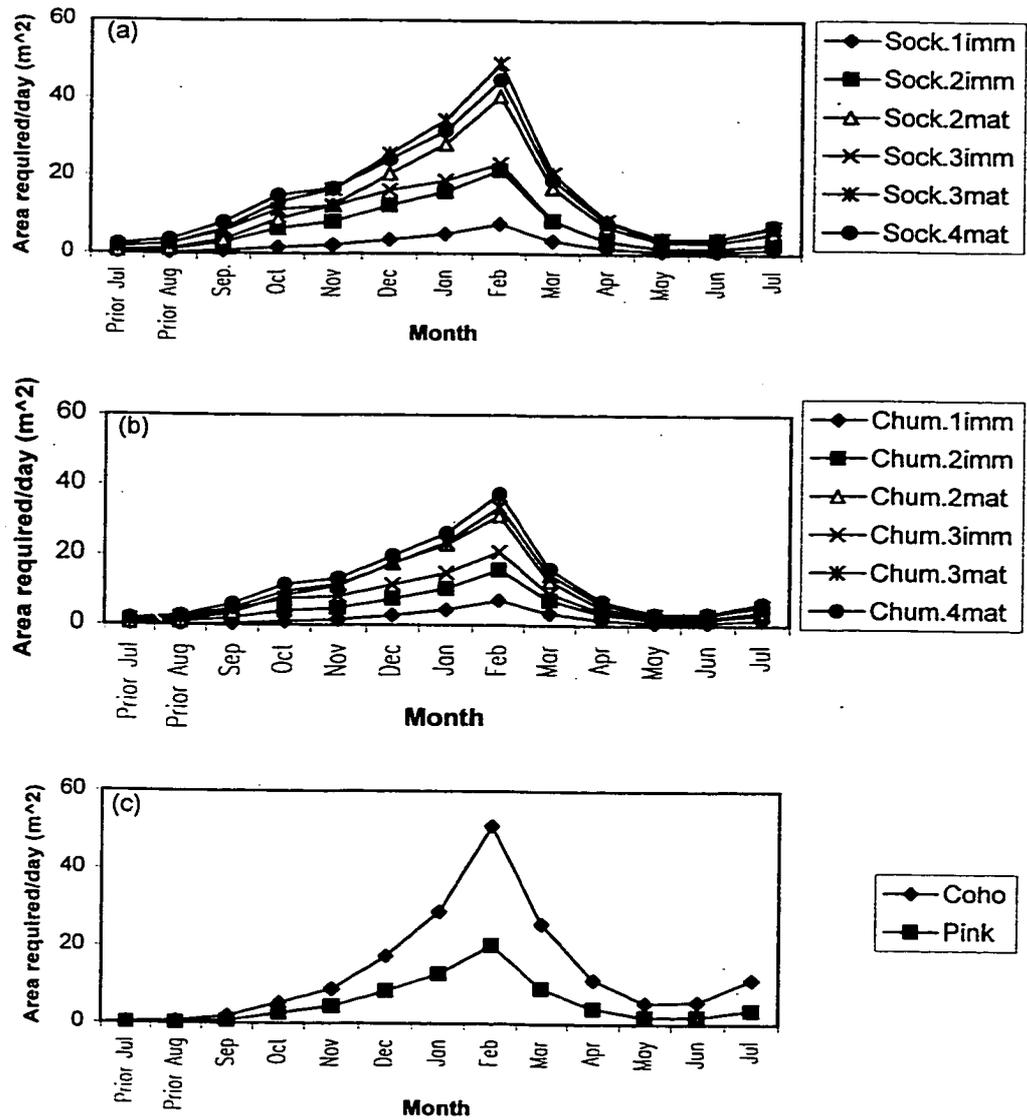 (a)
Area required/day (m^2)
60
40
20
0
Prior Jul
Prior Aug
Sep
Oct
Nov
Dec
Jan
Feb
Mar
Apr
May
Jun
Jul
Month
Sock.1imm
Sock.2imm
Sock.2mat
Sock.3imm
Sock.3mat
Sock.4mat
(b)
Area required/day (m^2)
60
40
20
0
Prior Jul
Prior Aug
Sep
Oct
Nov
Dec
Jan
Feb
Mar
Apr
May
Jun
Jul
Month
Chum.1imm
Chum.2imm
Chum.2mat
Chum.3imm
Chum.3mat
Chum.4mat
(c)
Area required/day (m^2)
60
40
20
0
Prior Jul
Prior Aug
Sep
Oct
Nov
Dec
Jan
Feb
Mar
Apr
May
Jun
Jul
Month
Coho
Pink